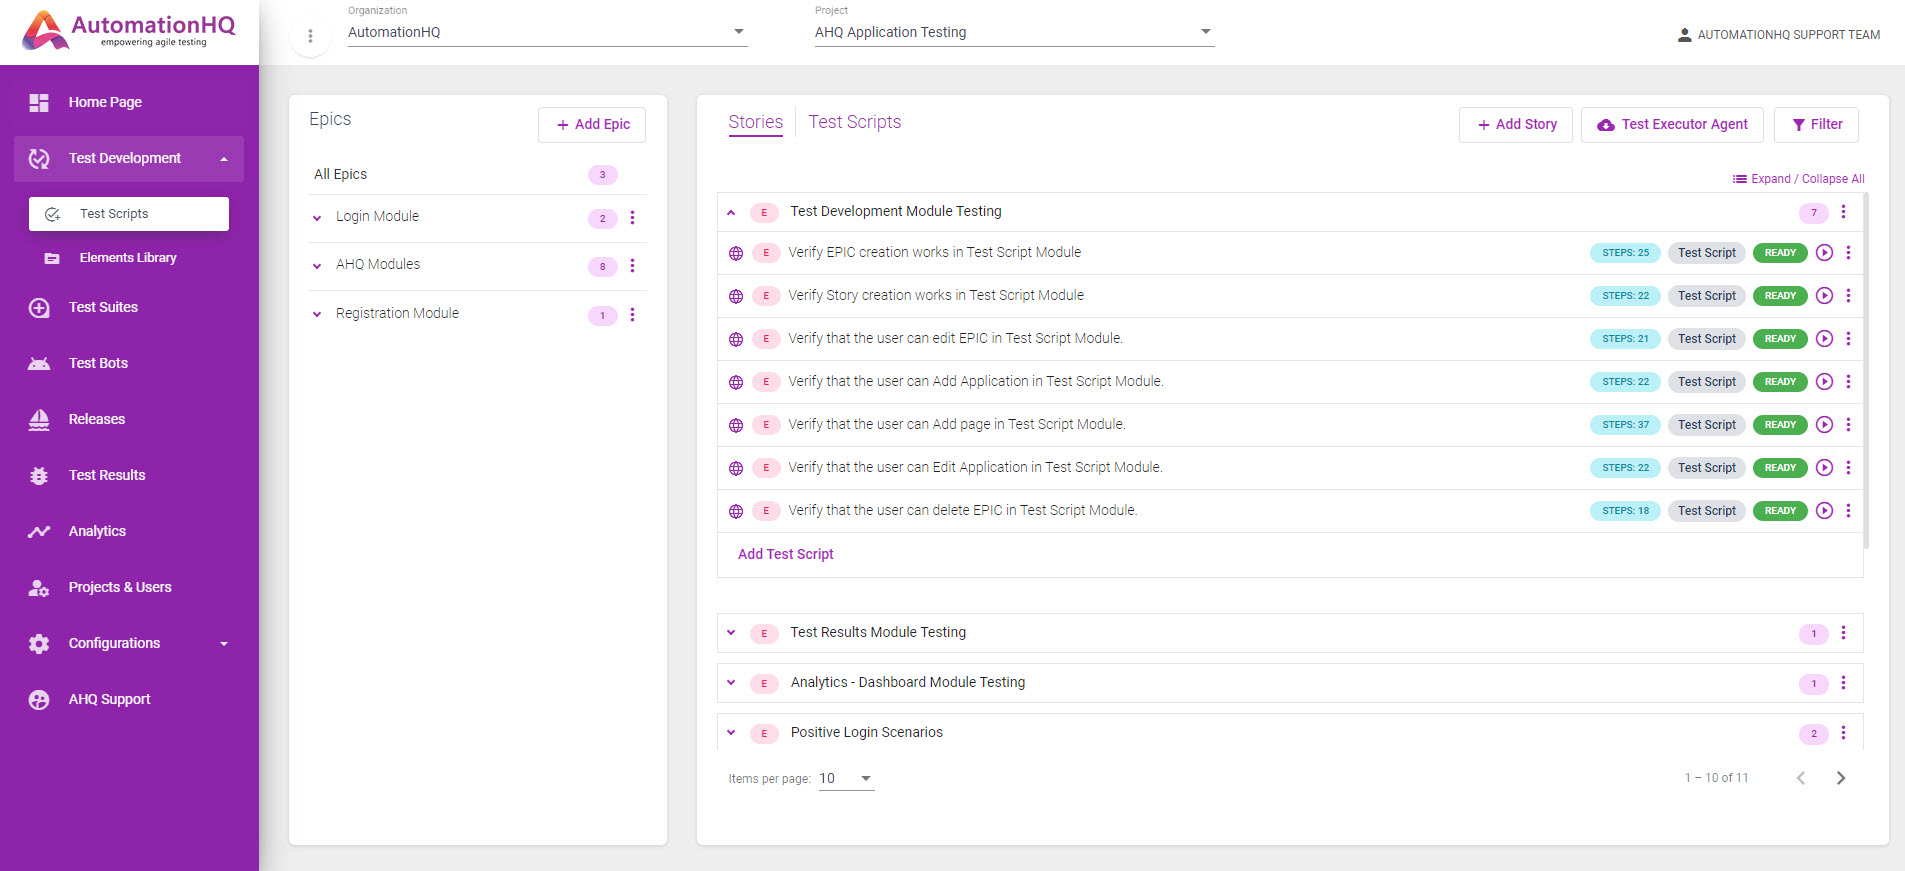 AutomationHQ
empowering agile testing
Organization
AutomationHQ
Project
AHQ Application Testing
AUTOMATIONHQ SUPPORT TEAM
Home Page
Test Development
Test Scripts
Elements Library
Test Suites
Test Bots
Releases
Test Results
Analytics
Projects & Users
Configurations
AHQ Support
Epics
+ Add Epic
All Epics 3
Login Module 2
AHQ Modules 8
Registration Module 1
Stories Test Scripts
+ Add Story Test Executor Agent Filter
Expand / Collapse All
E Test Development Module Testing 7
E Verify EPIC creation works in Test Script Module STEPS: 25 Test Script READY
E Verify Story creation works in Test Script Module STEPS: 22 Test Script READY
E Verify that the user can edit EPIC in Test Script Module. STEPS: 21 Test Script READY
E Verify that the user can Add Application in Test Script Module. STEPS: 22 Test Script READY
E Verify that the user can Add page in Test Script Module. STEPS: 37 Test Script READY
E Verify that the user can Edit Application in Test Script Module. STEPS: 22 Test Script READY
E Verify that the user can delete EPIC in Test Script Module. STEPS: 18 Test Script READY
Add Test Script
E Test Results Module Testing 1
E Analytics - Dashboard Module Testing 1
E Positive Login Scenarios 2
Items per page: 10
1 – 10 of 11